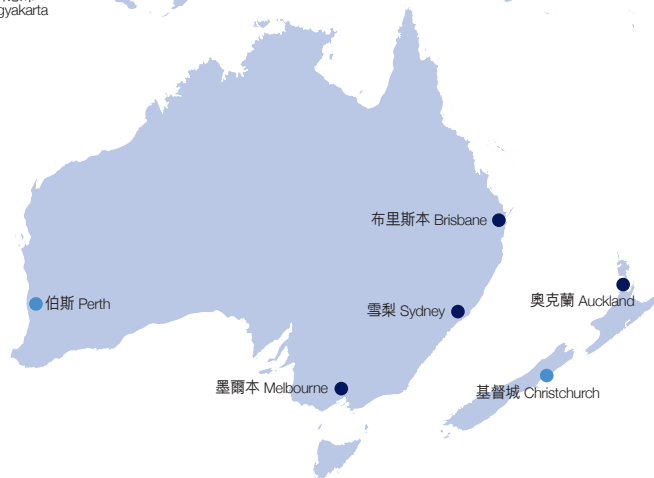 gyakarta
布里斯本 Brisbane
奧克蘭 Auckland
伯斯 Perth
雪梨 Sydney
墨爾本 Melbourne
基督城 Christchurch